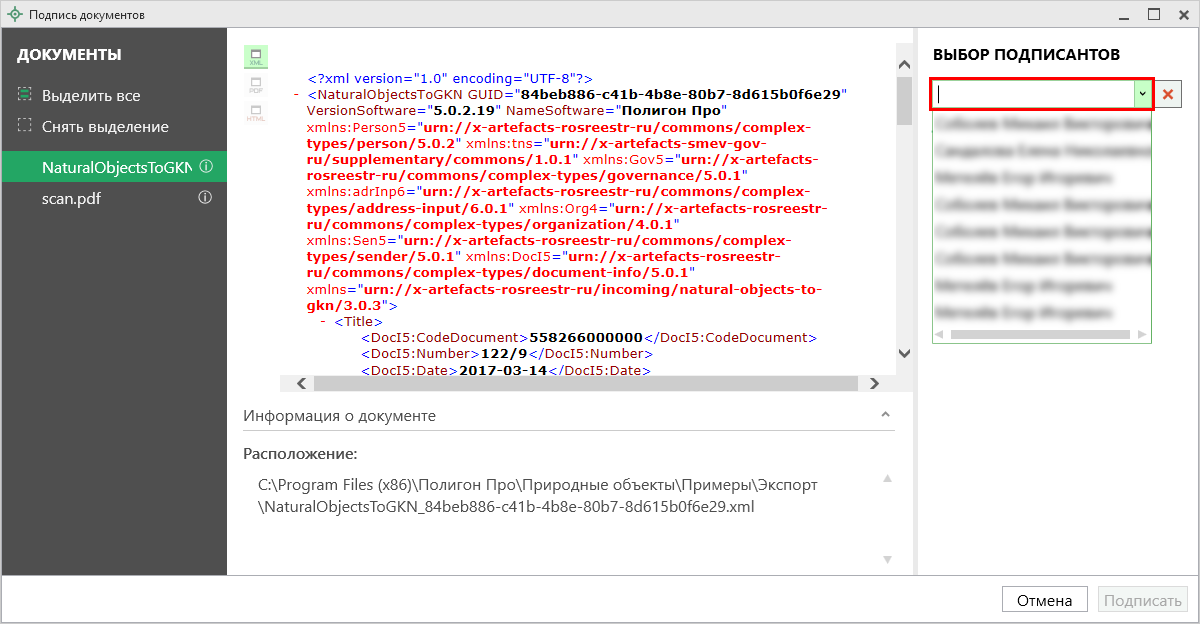 Подпись документов
ДОКУМЕНТЫ
Выделить все
Снять выделение
NaturalObjectsToGKN
scan.pdf
XML
PDF
HTML
<?xml version="1.0" encoding="UTF-8"?>
- <NaturalObjectsToGKN GUID="84beb886-c41b-4b8e-80b7-8d615b0f6e29"
VersionSoftware="5.0.2.19" NameSoftware="Полигон Про"
xmlns:Person5="urn://x-artefacts-rosreestr-ru/commons/complex-
types/person/5.0.2" xmlns:tns="urn://x-artefacts-smev-gov-
ru/supplementary/commons/1.0.1" xmlns:Gov5="urn://x-artefacts-
rosreestr-ru/commons/complex-types/governance/5.0.1"
xmlns:adrInp6="urn://x-artefacts-rosreestr-ru/commons/complex-
types/address-input/6.0.1" xmlns:Org4="urn://x-artefacts-rosreestr-
ru/commons/complex-types/organization/4.0.1"
xmlns:Sen5="urn://x-artefacts-rosreestr-ru/commons/complex-
types/sender/5.0.1" xmlns:DocI5="urn://x-artefacts-rosreestr-
ru/commons/complex-types/document-info/5.0.1"
xmlns="urn://x-artefacts-rosreestr-ru/incoming/natural-objects-to-
gkn/3.0.3">
- <Title>
<DocI5:CodeDocument>558266000000</DocI5:CodeDocument>
<DocI5:Number>122/9</DocI5:Number>
<DocI5:Date>2017-03-14</DocI5:Date>
Информация о документе
Расположение:
C:\Program Files (x86)\Полигон Про\Природные объекты\Примеры\Экспорт
\NaturalObjectsToGKN_84beb886-c41b-4b8e-80b7-8d615b0f6e29.xml
ВЫБОР ПОДПИСАНТОВ
Отмена
Подписать